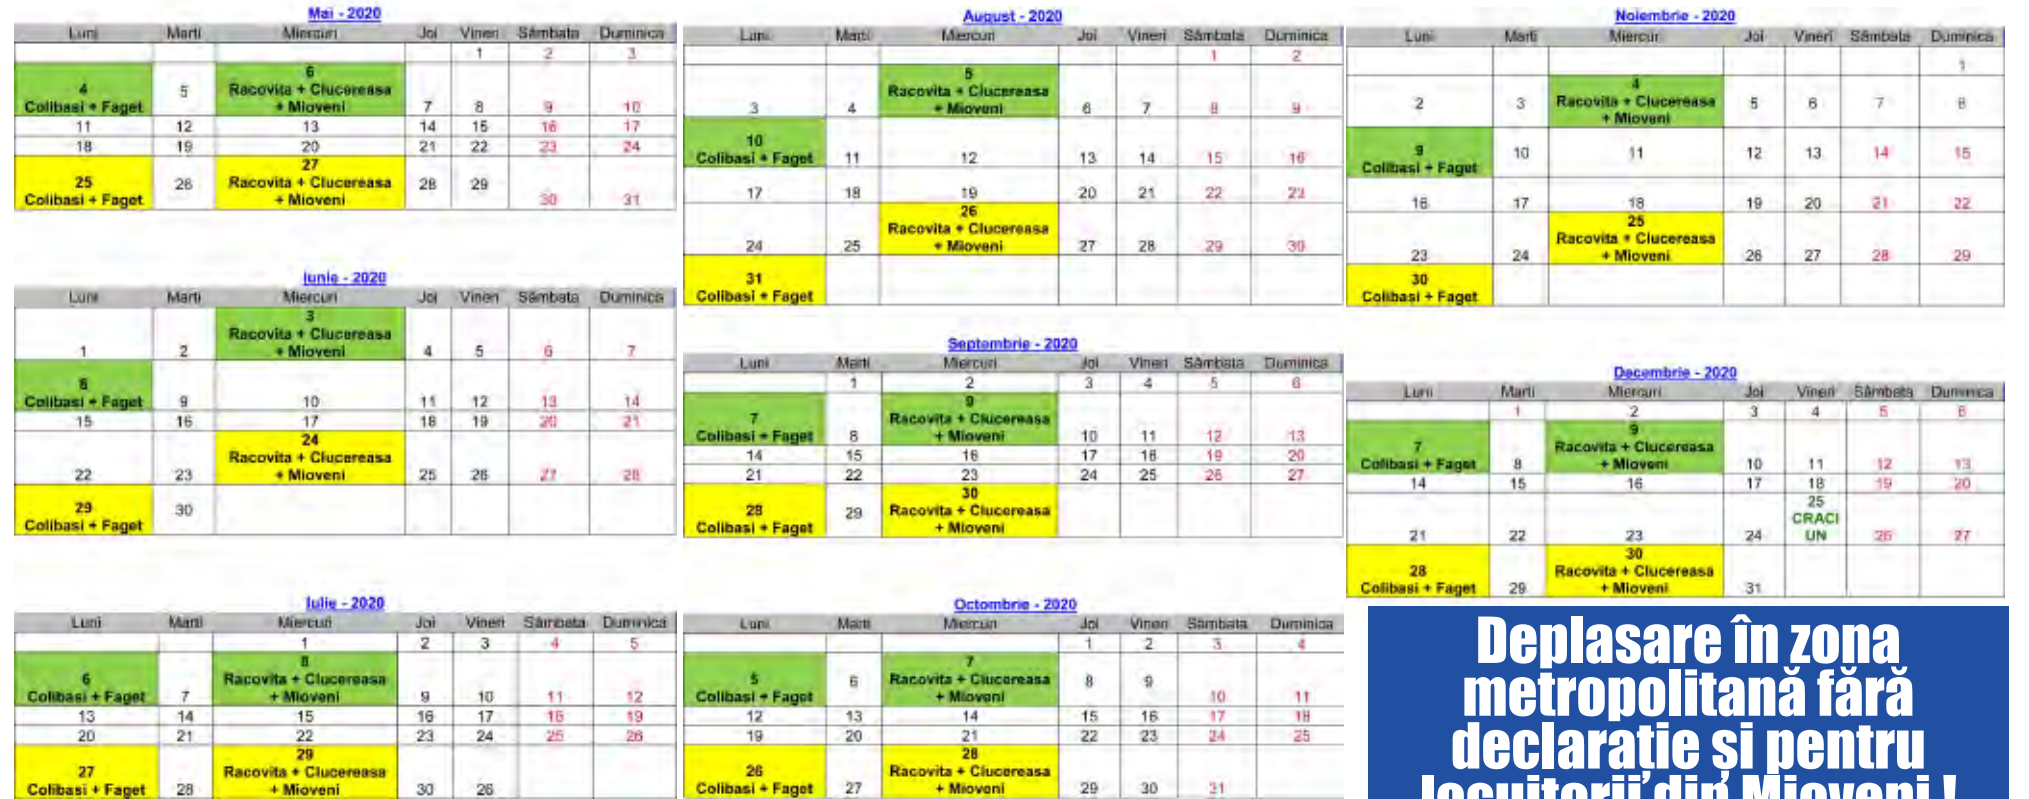 Mai - 2020
Luni Marti Miercuri Joi Vineri Sâmbata Duminica
1 2 3
4 Colibasi + Faget 5 6 Racovita + Clucereasa + Mioveni 7 8 9 10
11 12 13 14 15 16 17
18 19 20 21 22 23 24
25 Colibasi + Faget 26 27 Racovita + Clucereasa + Mioveni 28 29 30 31
Iunie - 2020
Luni Marti Miercuri Joi Vineri Sâmbata Duminica
1 2 3 Racovita + Clucereasa + Mioveni 4 5 6 7
8 Colibasi + Faget 9 10 11 12 13 14
15 16 17 18 19 20 21
22 23 24 Racovita + Clucereasa + Mioveni 25 26 27 28
29 Colibasi + Faget 30
Iulie - 2020
Luni Marti Miercuri Joi Vineri Sâmbata Duminica
1 2 3 4 5
6 Colibasi + Faget 7 8 Racovita + Clucereasa + Mioveni 9 10 11 12
13 14 15 16 17 18 19
20 21 22 23 24 25 26
27 Colibasi + Faget 28 29 Racovita + Clucereasa + Mioveni 30 26
August - 2020
Luni Marti Miercuri Joi Vineri Sâmbata Duminica
1 2
3 4 5 Racovita + Clucereasa + Mioveni 6 7 8 9
10 Colibasi + Faget 11 12 13 14 15 16
17 18 19 20 21 22 23
24 25 26 Racovita + Clucereasa + Mioveni 27 28 29 30
31 Colibasi + Faget
Septembrie - 2020
Luni Marti Miercuri Joi Vineri Sâmbata Duminica
1 2 3 4 5 6
7 Colibasi + Faget 8 9 Racovita + Clucereasa + Mioveni 10 11 12 13
14 15 16 17 18 19 20
21 22 23 24 25 26 27
28 Colibasi + Faget 29 30 Racovita + Clucereasa + Mioveni
Octombrie - 2020
Luni Marti Miercuri Joi Vineri Sâmbata Duminica
1 2 3 4
5 Colibasi + Faget 6 7 Racovita + Clucereasa + Mioveni 8 9 10 11
12 13 14 15 16 17 18
19 20 21 22 23 24 25
26 Colibasi + Faget 27 28 Racovita + Clucereasa + Mioveni 29 30 31
Noiembrie - 2020
Luni Marti Miercuri Joi Vineri Sâmbata Duminica
1
2 3 4 Racovita + Clucereasa + Mioveni 5 6 7 8
9 Colibasi + Faget 10 11 12 13 14 15
16 17 18 19 20 21 22
23 24 25 Racovita + Clucereasa + Mioveni 26 27 28 29
30 Colibasi + Faget
Decembrie - 2020
Luni Marti Miercuri Joi Vineri Sâmbata Duminica
1 2 3 4 5 6
7 Colibasi + Faget 8 9 Racovita + Clucereasa + Mioveni 10 11 12 13
14 15 16 17 18 19 20
21 22 23 24 25 CRACIUN 26 27
28 Colibasi + Faget 29 30 Racovita + Clucereasa + Mioveni 31
Deplasare în zona
metropolitană fără
declarație și pentru
locuitorii din Mioveni !